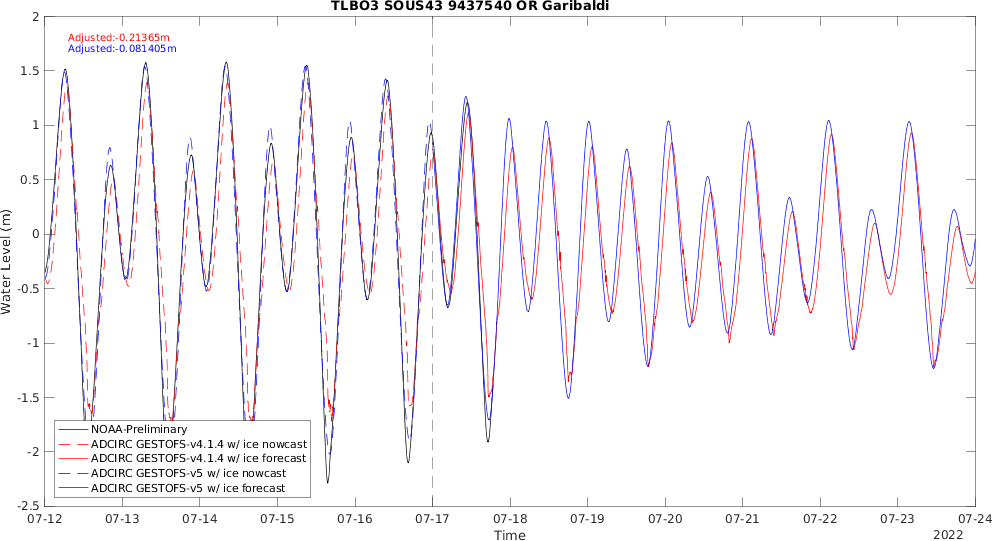 TLBO3 SOUS43 9437540 OR Garibaldi
Adjusted:-0.21365m
Adjusted:-0.081405m
2
1.5
1
0.5
0
-0.5
-1
-1.5
-2
-2.5
Water Level (m)
NOAA-Preliminary
ADCIRC GESTOFS-v4.1.4 w/ ice nowcast
ADCIRC GESTOFS-v4.1.4 w/ ice forecast
ADCIRC GESTOFS-v5 w/ ice nowcast
ADCIRC GESTOFS-v5 w/ ice forecast
07-12 07-13 07-14 07-15 07-16 07-17 07-18 07-19 07-20 07-21 07-22 07-23 07-24
Time
2022